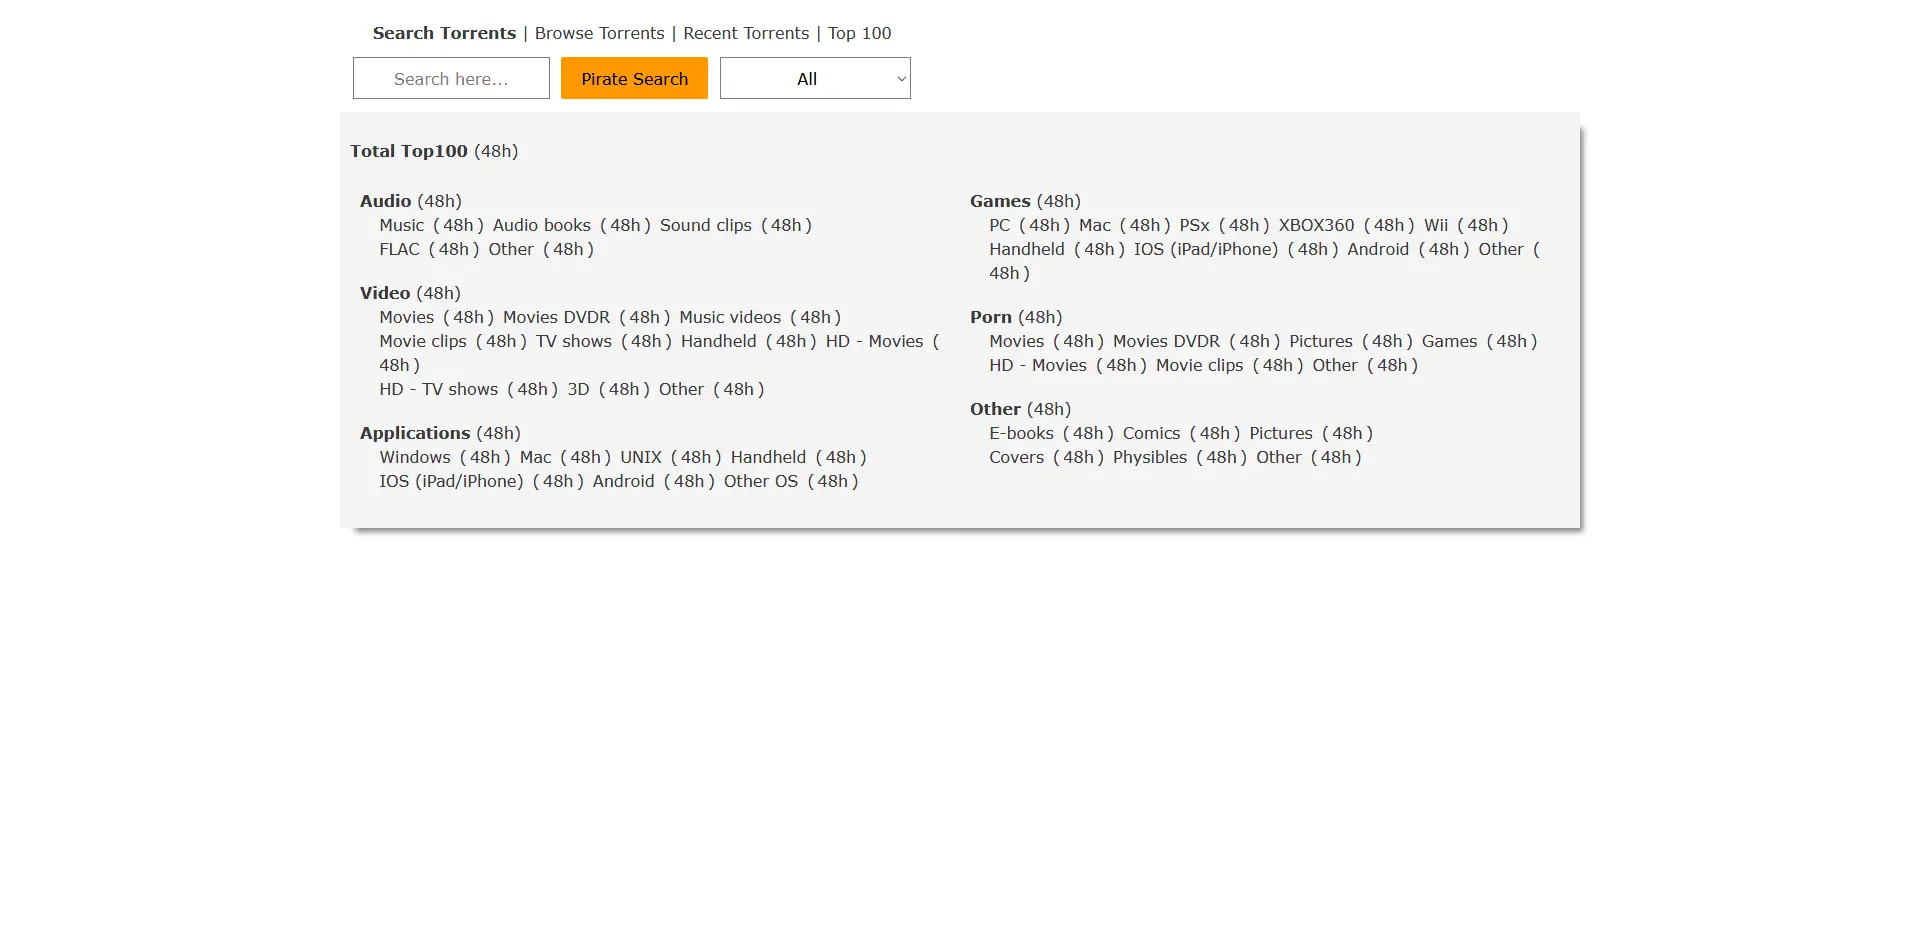 Search Torrents | Browse Torrents | Recent Torrents | Top 100
Search here...
Pirate Search
All
Total Top100 (48h)
Audio (48h)
Music (48h) Audio books (48h) Sound clips (48h)
FLAC (48h) Other (48h)
Video (48h)
Movies (48h) Movies DVDR (48h) Music videos (48h)
Movie clips (48h) TV shows (48h) Handheld (48h) HD - Movies (
48h)
HD - TV shows (48h) 3D (48h) Other (48h)
Applications (48h)
Windows (48h) Mac (48h) UNIX (48h) Handheld (48h)
IOS (iPad/iPhone) (48h) Android (48h) Other OS (48h)
Games (48h)
PC (48h) Mac (48h) PSx (48h) XBOX360 (48h) Wii (48h)
Handheld (48h) IOS (iPad/iPhone) (48h) Android (48h) Other (
48h)
Porn (48h)
Movies (48h) Movies DVDR (48h) Pictures (48h) Games (48h)
HD - Movies (48h) Movie clips (48h) Other (48h)
Other (48h)
E-books (48h) Comics (48h) Pictures (48h)
Covers (48h) Physibles (48h) Other (48h)